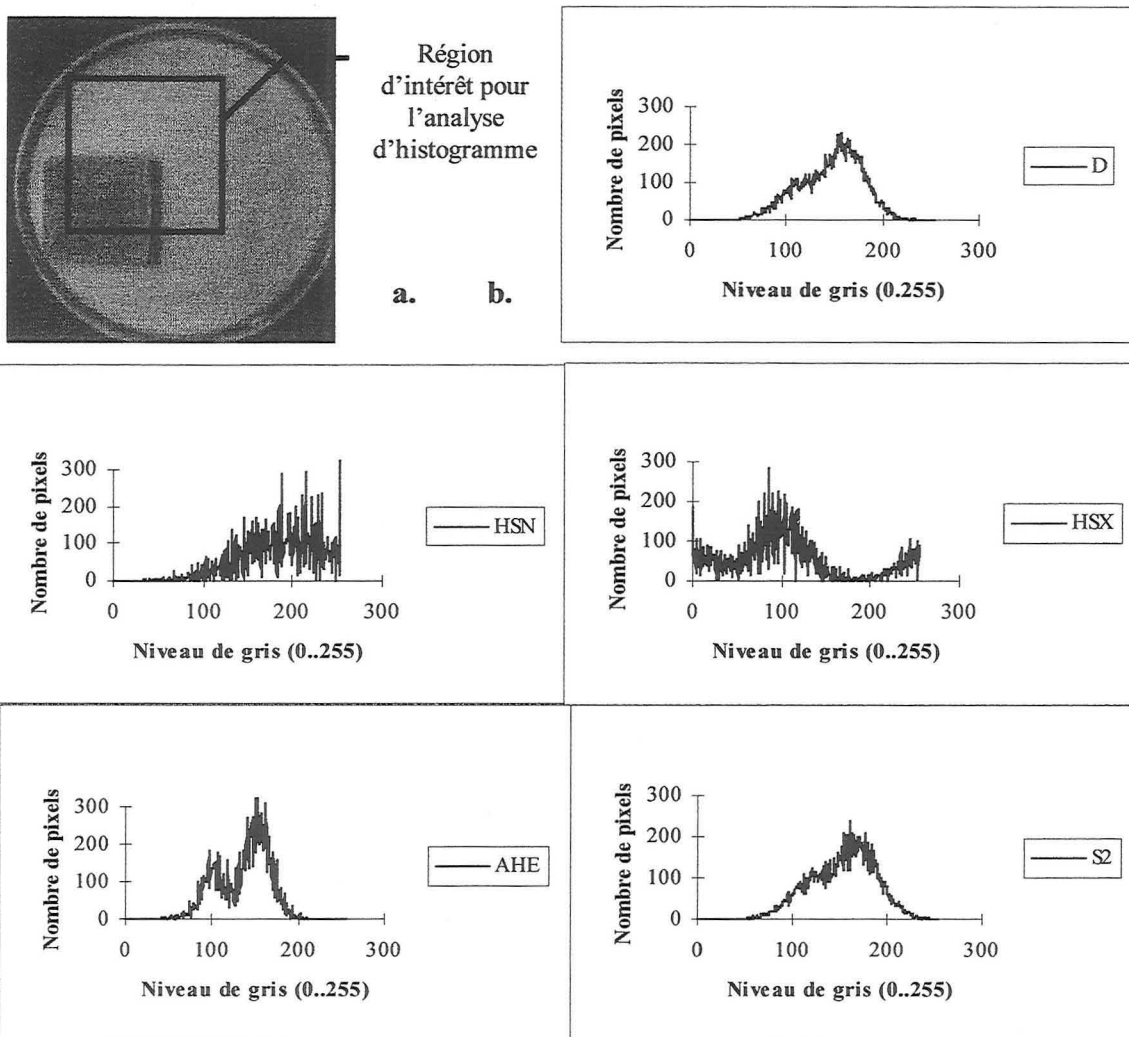 Région
d'intérêt pour
l'analyse
d'histogramme
a. b.
Nombre de pixels
300
200
100
0
0 100 200 300
Niveau de gris (0.255)
D
Nombre de pixels
300
200
100
0
0 100 200 300
Niveau de gris (0..255)
HSN
Nombre de pixels
300
200
100
0
0 100 200 300
Niveau de gris (0..255)
HSX
Nombre de pixels
300
200
100
0
0 100 200 300
Niveau de gris (0..255)
AHE
Nombre de pixels
300
200
100
0
0 100 200 300
Niveau de gris (0..255)
S2